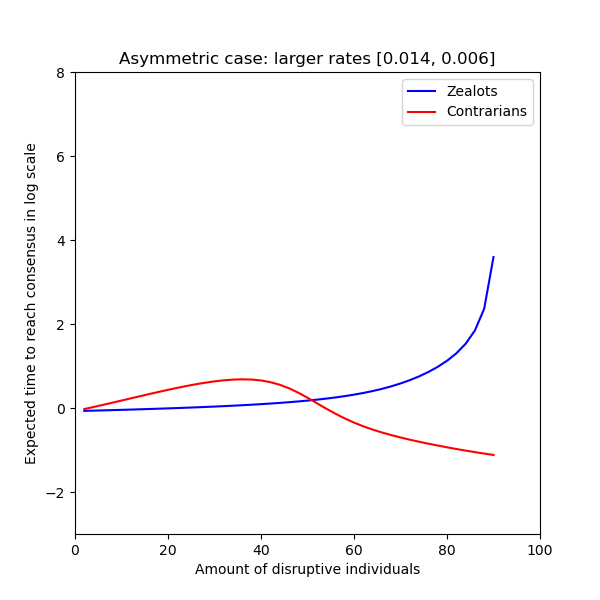 Asymmetric case: larger rates [0.014, 0.006]
Zealots
Contrarians
Expected time to reach consensus in log scale
8
6
4
2
0
−2
0 20 40 60 80 100
Amount of disruptive individuals